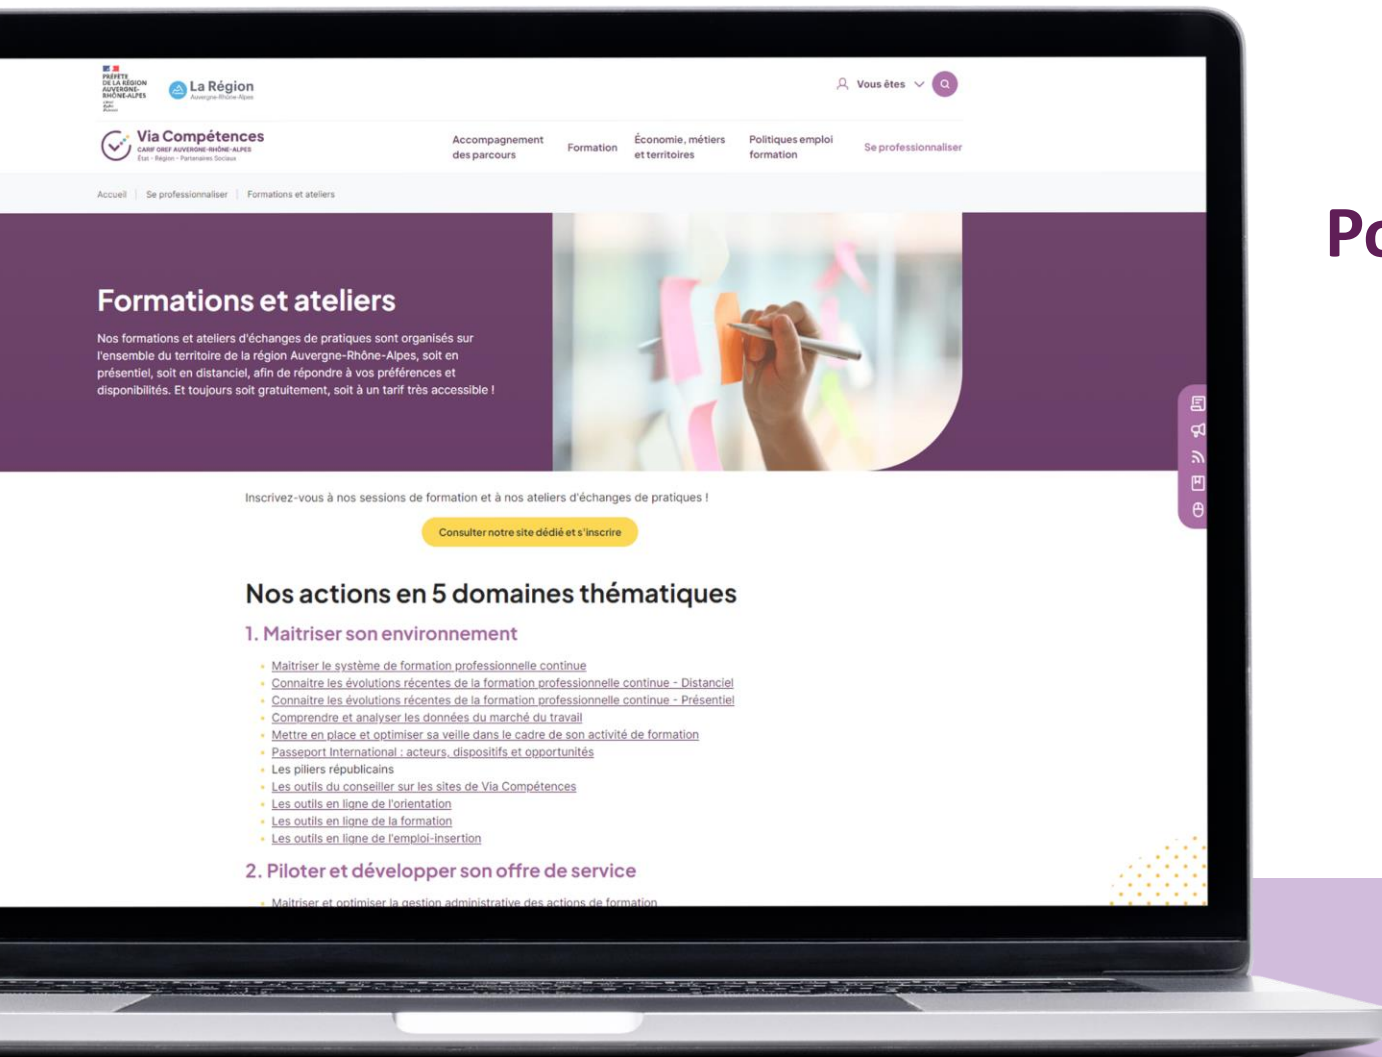 PRÉFÈTE
DE LA RÉGION
AUVERGNE-
RHÔNE-ALPES
La Région
Auvergne-Rhône-Alpes
Vous êtes
Via Compétences
CARIF OREF AUVERGNE-RHÔNE-ALPES
État - Région - Partenaires Sociaux
Accompagnement
des parcours
Formation
Économie, métiers
et territoires
Politiques emploi
formation
Se professionnaliser
Accueil | Se professionnaliser | Formations et ateliers
Formations et ateliers
Nos formations et ateliers d'échanges de pratiques sont organisés sur
l'ensemble du territoire de la région Auvergne-Rhône-Alpes, soit en
présentiel, soit en distanciel, afin de répondre à vos préférences et
disponibilités. Et toujours soit gratuitement, soit à un tarif très accessible !
Po
Inscrivez-vous à nos sessions de formation et à nos ateliers d'échanges de pratiques !
Consulter notre site dédié et s'inscrire
Nos actions en 5 domaines thématiques
1. Maitriser son environnement
Maitriser le système de formation professionnelle continue
Connaitre les évolutions récentes de la formation professionnelle continue - Distanciel
Connaitre les évolutions récentes de la formation professionnelle continue - Présentiel
Comprendre et analyser les données du marché du travail
Mettre en place et optimiser sa veille dans le cadre de son activité de formation
Passeport International : acteurs, dispositifs et opportunités
Les piliers républicains
Les outils du conseiller sur les sites de Via Compétences
Les outils en ligne de l'orientation
Les outils en ligne de la formation
Les outils en ligne de l'emploi-insertion
2. Piloter et développer son offre de service
Maitriser et optimiser la gestion administrative des actions de formation